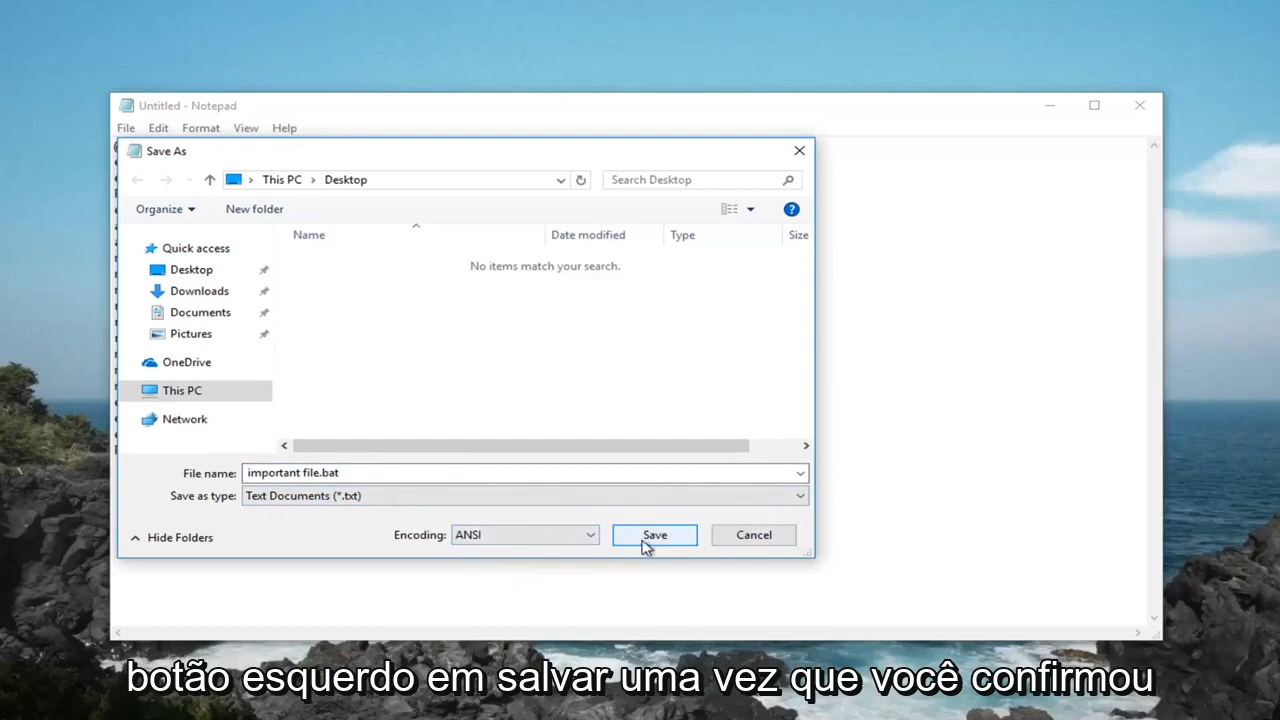 Untitled - Notepad
File Edit Format View Help
Save As
This PC Desktop
Search Desktop
Organize New folder
Name Date modified Type Size
No items match your search.
Quick access
Desktop
Downloads
Documents
Pictures
OneDrive
This PC
Network
File name: important file.bat
Save as type: Text Documents (*.txt)
Hide Folders
Encoding: ANSI
Save
Cancel
botão esquerdo em salvar uma vez que você confirmou